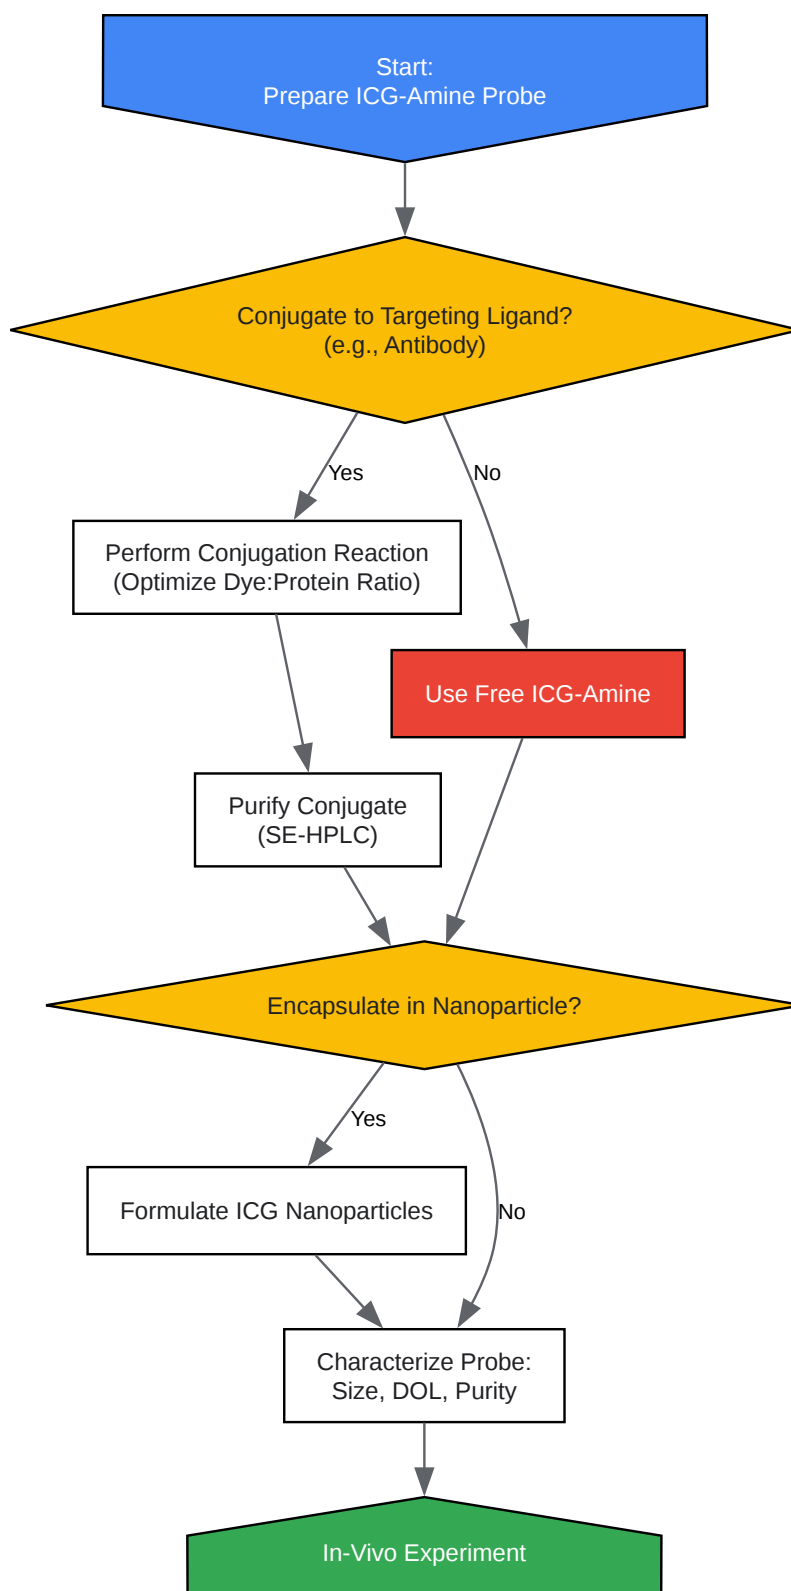 Start:
Prepare ICG-Amine Probe
Conjugate to Targeting Ligand?
(e.g., Antibody)
Yes
No
Perform Conjugation Reaction
(Optimize Dye:Protein Ratio)
Use Free ICG-Amine
Purify Conjugate
(SE-HPLC)
Encapsulate in Nanoparticle?
Yes
Formulate ICG Nanoparticles
No
Characterize Probe:
Size, DOL, Purity
In-Vivo Experiment